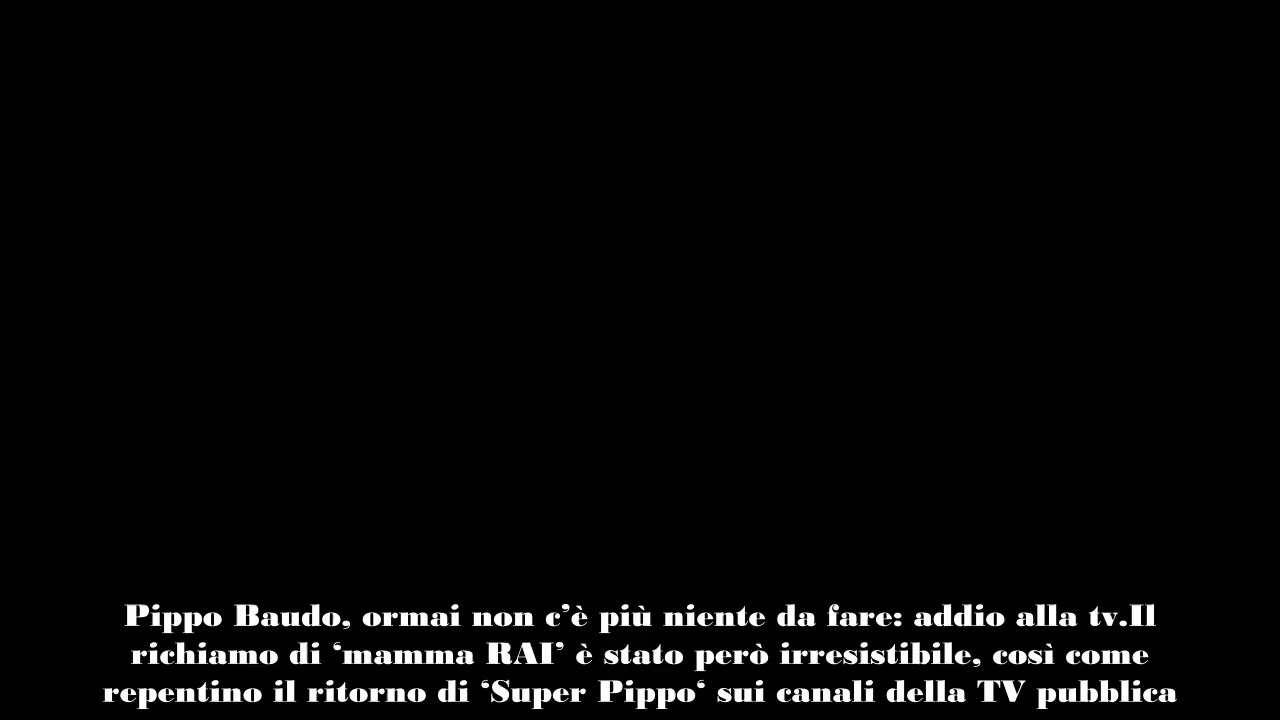 Pippo Baudo, ormai non c’è più niente da fare: addio alla tv.Il
richiamo di ‘mamma RAI’ è stato però irresistibile, così come
repentino il ritorno di ‘Super Pippo‘ sui canali della TV pubblica